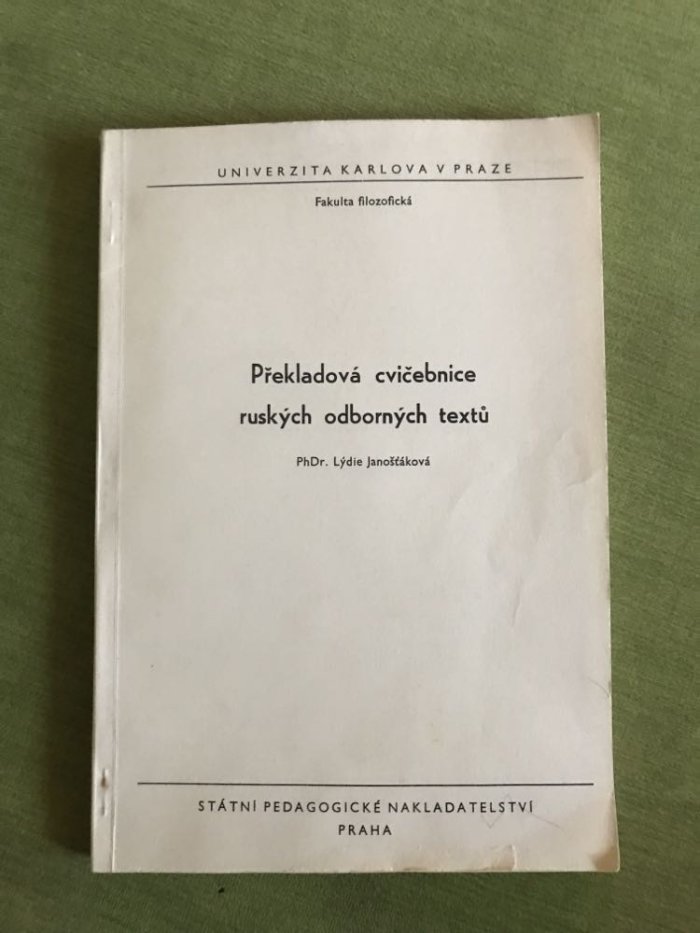 UNIVERZITA KARLOVA V PRAZE
Fakulta filozofická
Překladová cvičebnice
ruských odborných textů
PhDr. Lýdie Janošťáková
STÁTNÍ PEDAGOGICKÉ NAKLADATELSTVÍ
PRAHA